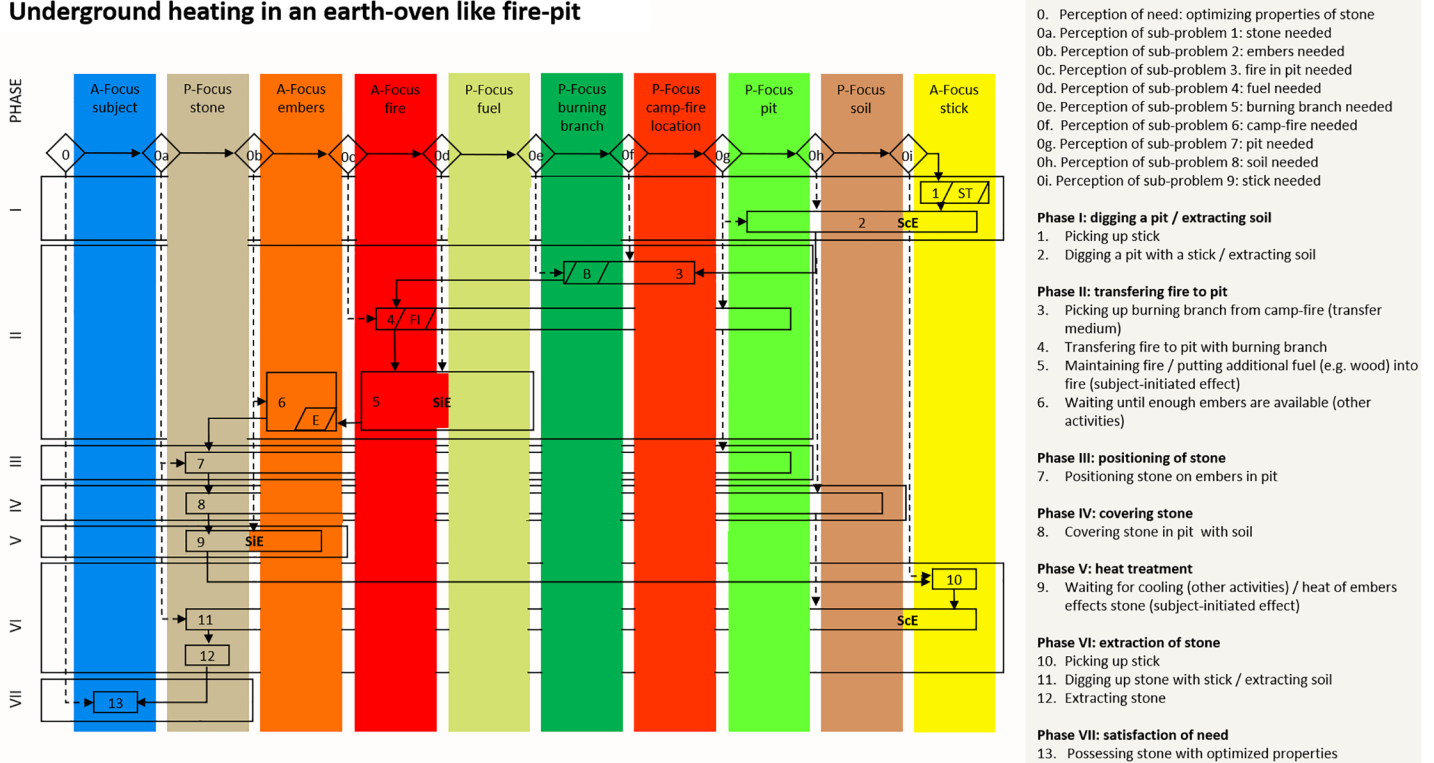 Underground heating in an earth-oven like fire-pit
PHASE
A-Focus
subject
P-Focus
stone
A-Focus
embers
A-Focus
fire
P-Focus
fuel
P-Focus
burning
branch
P-Focus
camp-fire
location
P-Focus
pit
P-Focus
soil
A-Focus
stick
0
0a
0b
0c
0d
0e
0f
0g
0h
0i
I
1
ST
2
ScE
II
B
3
4
FI
6
E
5
SiE
III
7
IV
8
V
9
SiE
VI
10
11
ScE
12
VII
13
0. Perception of need: optimizing properties of stone
0a. Perception of sub-problem 1: stone needed
0b. Perception of sub-problem 2: embers needed
0c. Perception of sub-problem 3. fire in pit needed
0d. Perception of sub-problem 4: fuel needed
0e. Perception of sub-problem 5: burning branch needed
0f. Perception of sub-problem 6: camp-fire needed
0g. Perception of sub-problem 7: pit needed
0h. Perception of sub-problem 8: soil needed
0i. Perception of sub-problem 9: stick needed
Phase I: digging a pit / extracting soil
1. Picking up stick
2. Digging a pit with a stick / extracting soil
Phase II: transfering fire to pit
3. Picking up burning branch from camp-fire (transfer
medium)
4. Transfering fire to pit with burning branch
5. Maintaining fire / putting additional fuel (e.g. wood) into
fire (subject-initiated effect)
6. Waiting until enough embers are available (other
activities)
Phase III: positioning of stone
7. Positioning stone on embers in pit
Phase IV: covering stone
8. Covering stone in pit with soil
Phase V: heat treatment
9. Waiting for cooling (other activities) / heat of embers
effects stone (subject-initiated effect)
Phase VI: extraction of stone
10. Picking up stick
11. Digging up stone with stick / extracting soil
12. Extracting stone
Phase VII: satisfaction of need
13. Possessing stone with optimized properties